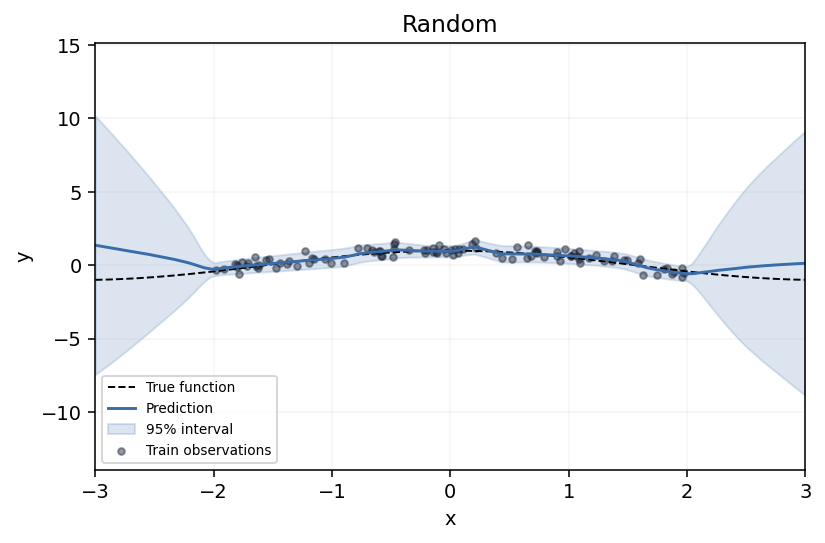 Random
15
10
5
0
−5
−10
y
True function
Prediction
95% interval
Train observations
−3 −2 −1 0 1 2 3
x